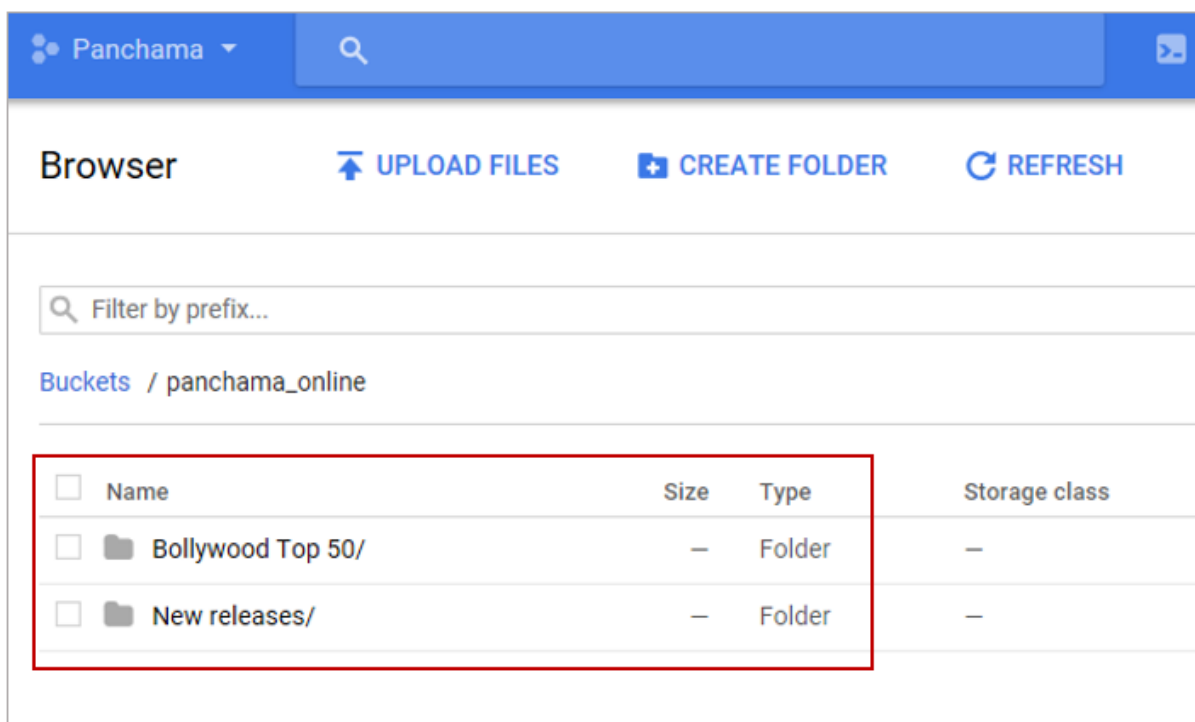 Panchama
Browser UPLOAD FILES CREATE FOLDER REFRESH
Filter by prefix...
Buckets / panchama_online
Name Size Type Storage class
Bollywood Top 50/ — Folder —
New releases/ — Folder —